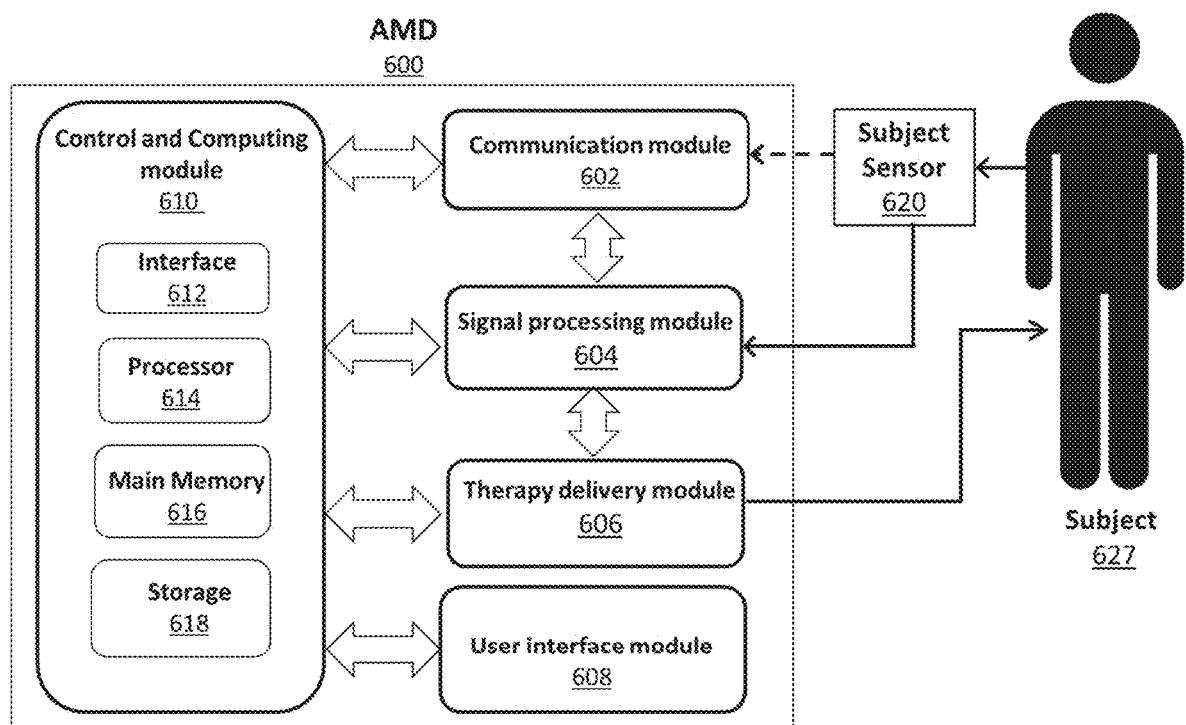 AMD
600
Control and Computing
module
610
Interface
612
Processor
614
Main Memory
616
Storage
618
Communication module
602
Signal processing module
604
Therapy delivery module
606
User interface module
608
Subject
Sensor
620
Subject
627